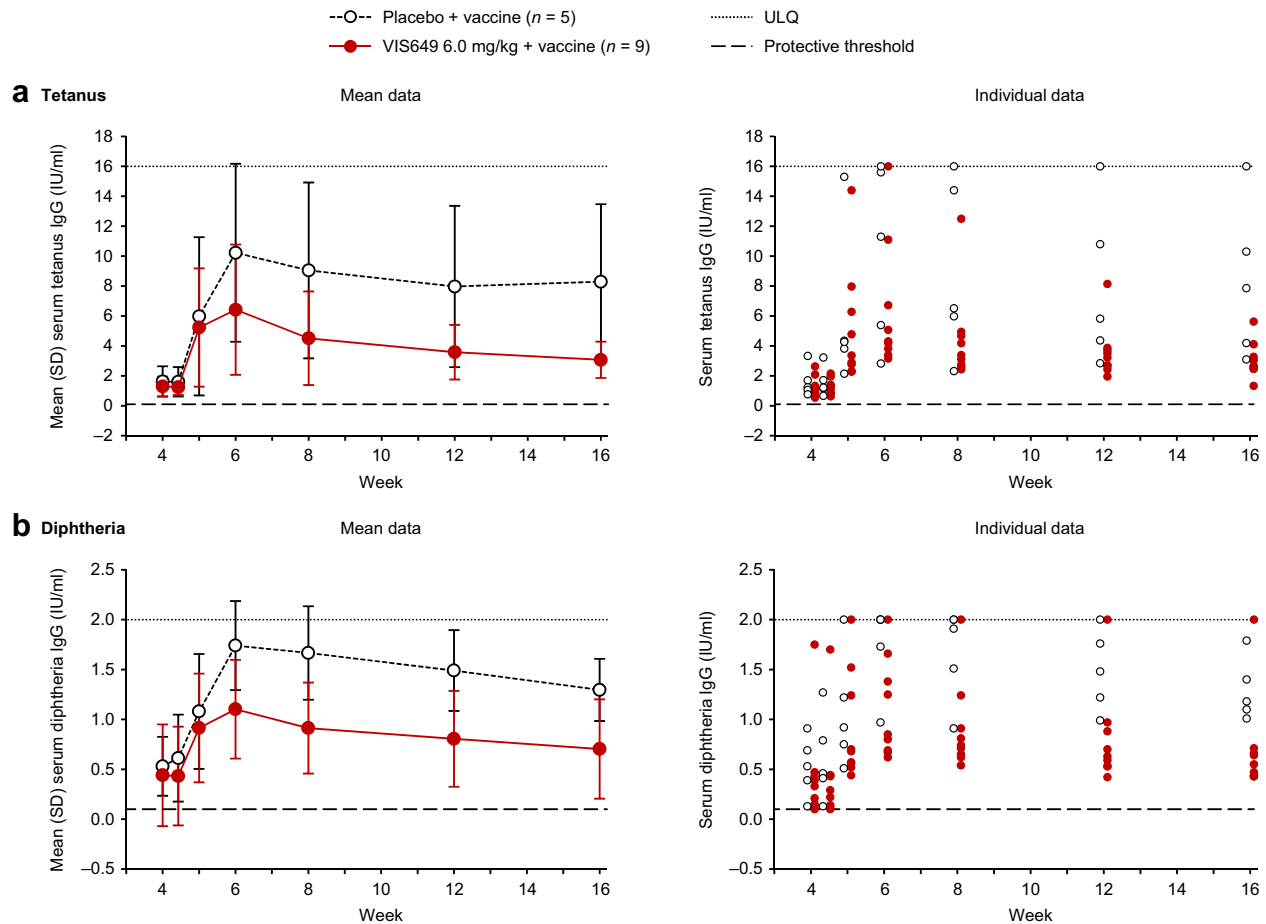 Placebo + vaccine (n = 5)
ULQ
VIS649 6.0 mg/kg + vaccine (n = 9)
Protective threshold
a Tetanus
Mean data
Individual data
Mean (SD) serum tetanus IgG (IU/ml)
18
16
14
12
10
8
6
4
2
0
–2
4 6 8 10 12 14 16
Week
Serum tetanus IgG (IU/ml)
18
16
14
12
10
8
6
4
2
0
–2
4 6 8 10 12 14 16
Week
b Diphtheria
Mean data
Individual data
Mean (SD) serum diphtheria IgG (IU/ml)
2.5
2.0
1.5
1.0
0.5
0.0
–0.5
4 6 8 10 12 14 16
Week
Serum diphtheria IgG (IU/ml)
2.5
2.0
1.5
1.0
0.5
0.0
–0.5
4 6 8 10 12 14 16
Week